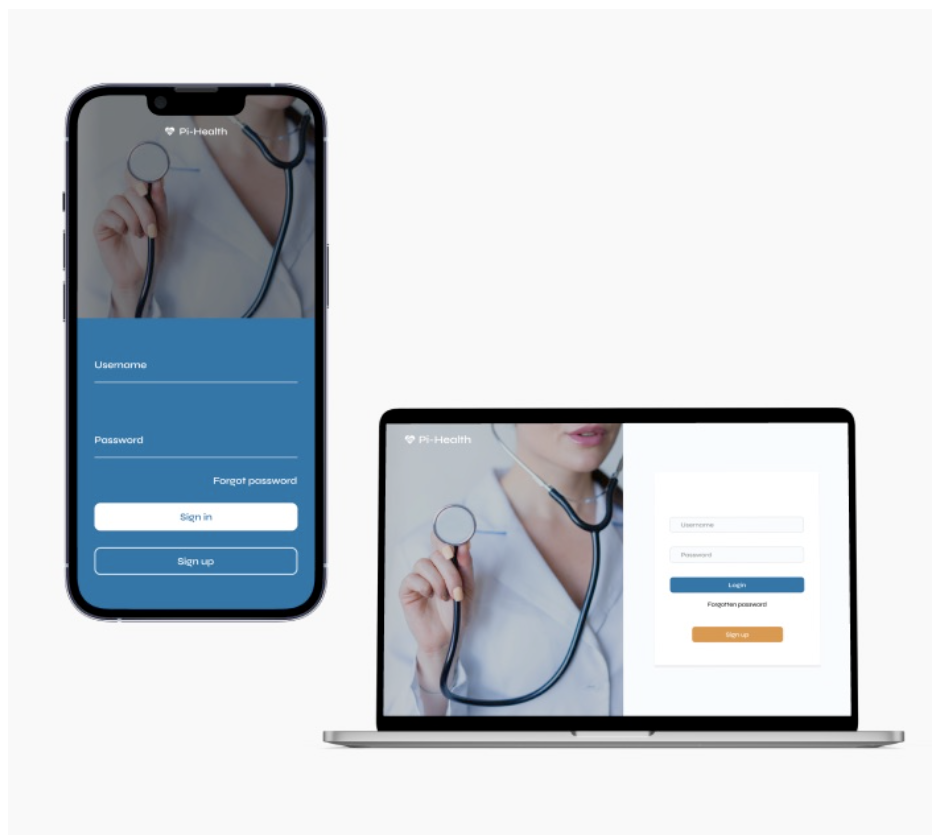 Pi-Health
Username
Password
Forgot password
Sign in
Sign up
Pi-Health
Username
Password
Login
Forgotten password
Sign up